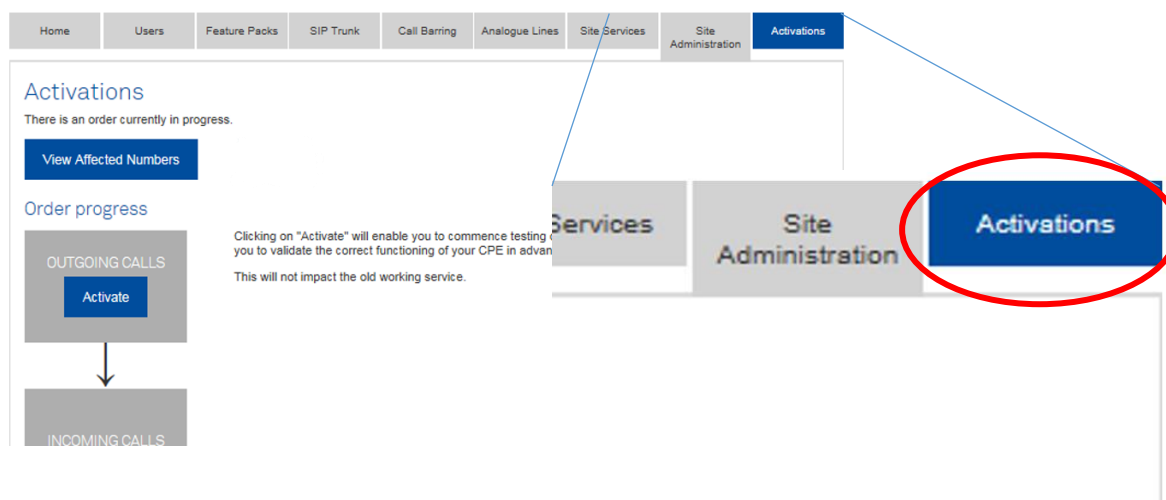 Home
Users
Feature Packs
SIP Trunk
Call Barring
Analogue Lines
Site Services
Site
Administration
Activations
Activations
There is an order currently in progress.
View Affected Numbers
Order progress
OUTGOING CALLS
Activate
Clicking on "Activate" will enable you to commence testing
you to validate the correct functioning of your CPE in advan
This will not impact the old working service.
INCOMING CALLS
Services
Site
Administration
Activations